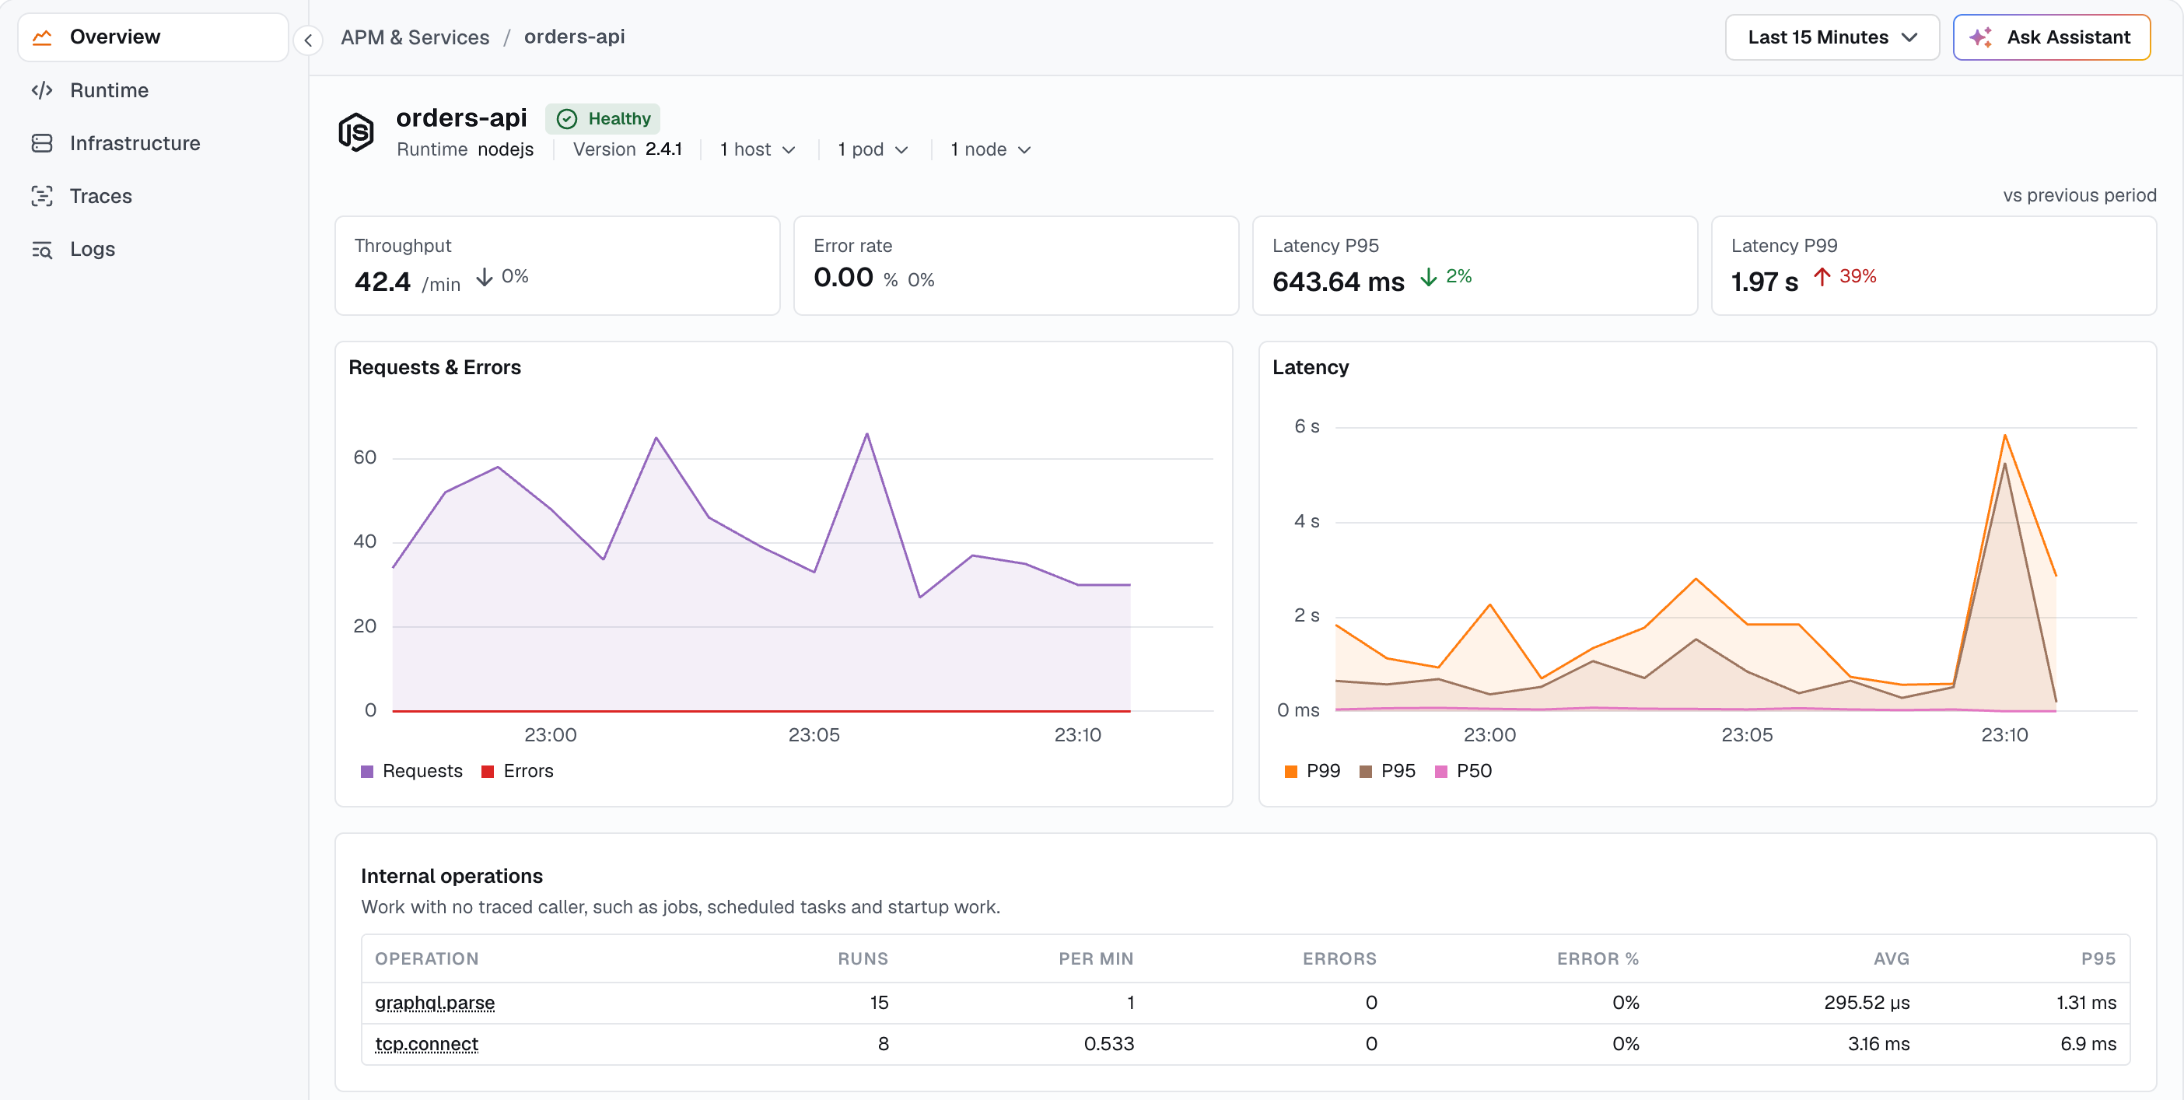 Overview
Runtime
Infrastructure
Traces
Logs
APM & Services / orders-api
Last 15 Minutes
Ask Assistant
JS
orders-api
Healthy
Runtime nodejs
Version 2.4.1
1 host
1 pod
1 node
vs previous period
Throughput
42.4 /min 0%
Error rate
0.00 % 0%
Latency P95
643.64 ms 2%
Latency P99
1.97 s 39%
Requests & Errors
60
40
20
0
23:00 23:05 23:10
Requests Errors
Latency
6 s
4 s
2 s
0 ms
23:00 23:05 23:10
P99 P95 P50
Internal operations
Work with no traced caller, such as jobs, scheduled tasks and startup work.
OPERATION RUNS PER MIN ERRORS ERROR % AVG P95
graphql.parse 15 1 0 0% 295.52 µs 1.31 ms
tcp.connect 8 0.533 0 0% 3.16 ms 6.9 ms